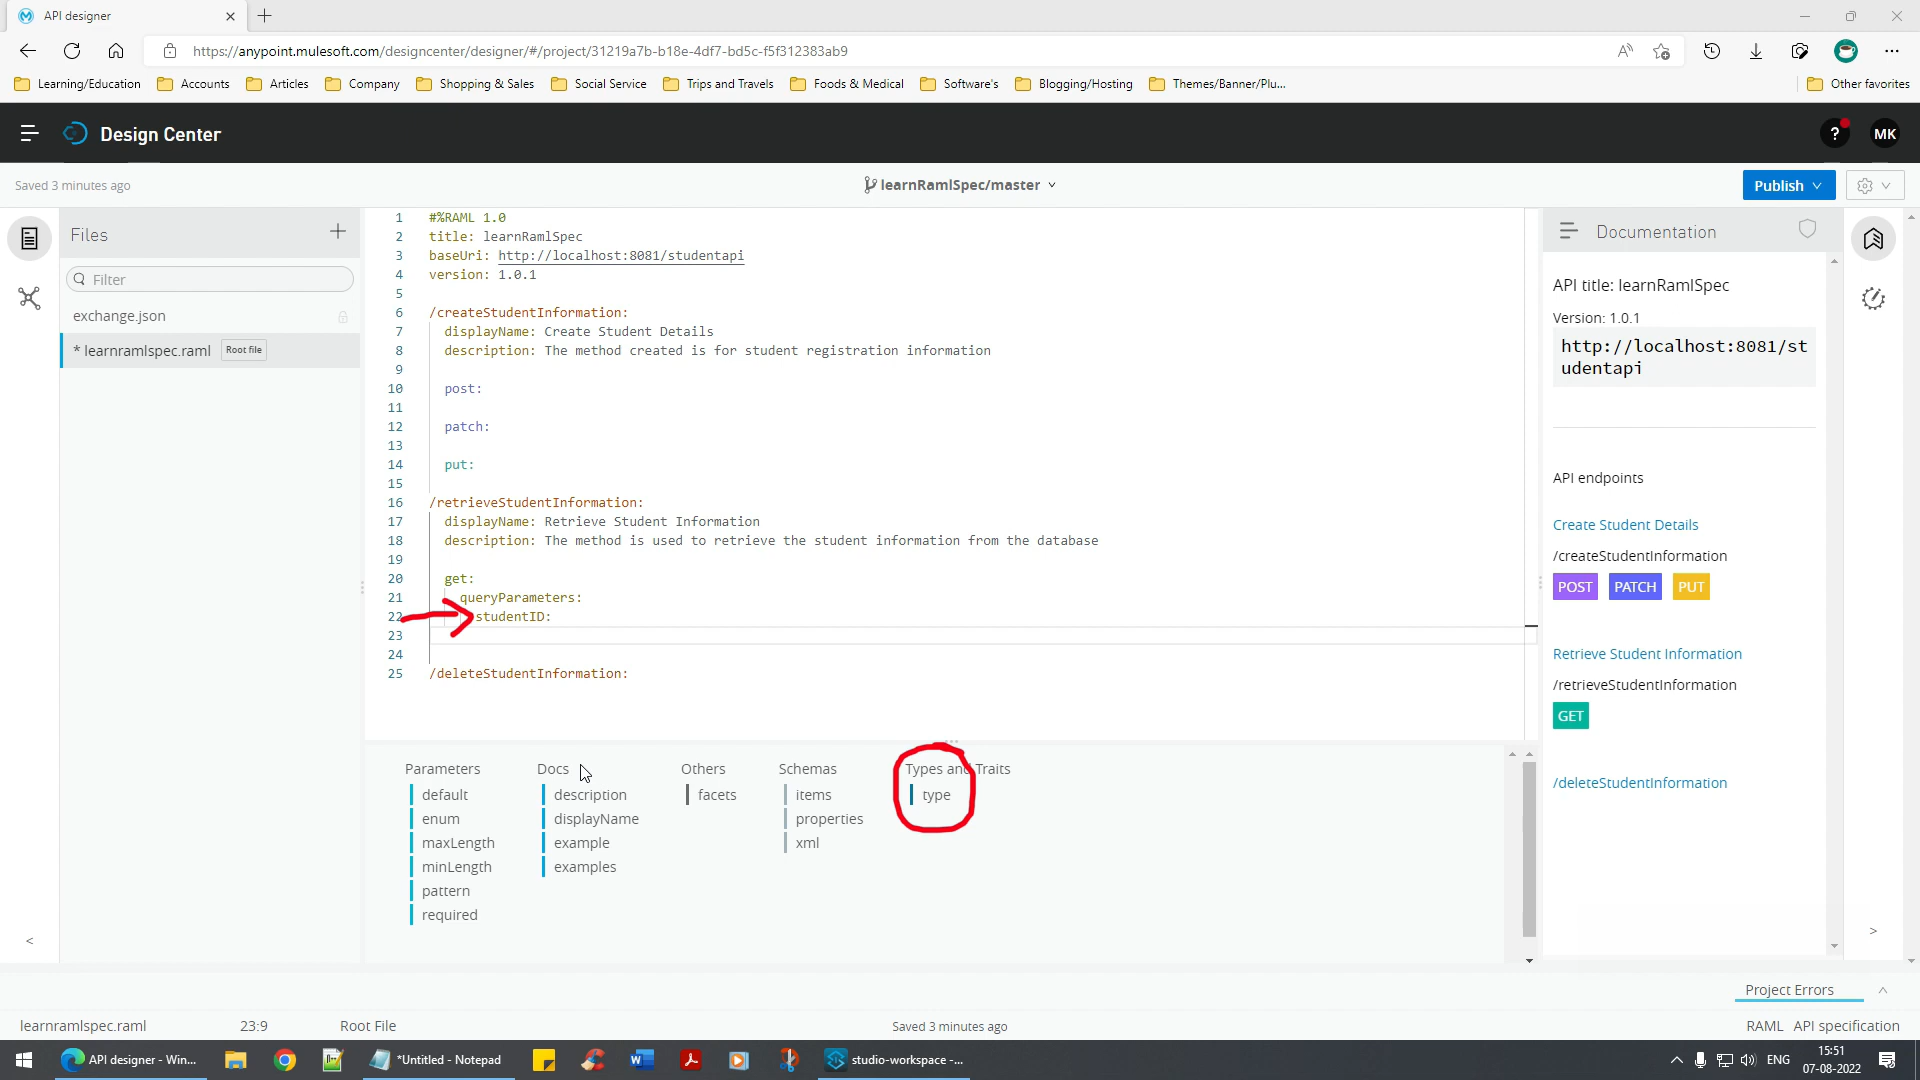 API designer
https://anypoint.mulesoft.com/designcenter/designer/#/project/31219a7b-b18e-4df7-bd5c-f5f312383ab9
Learning/Education Accounts Articles Company Shopping & Sales Social Service Trips and Travels Foods & Medical Software's Blogging/Hosting Themes/Banner/Plu... Other favorites
Design Center ? MK
Saved 3 minutes ago learnRamlSpec/master Publish
Files
Filter
exchange.json
* learnramlspec.raml Root file
1 #%RAML 1.0
2 title: learnRamlSpec
3 baseUri: http://localhost:8081/studentapi
4 version: 1.0.1
5
6 /createStudentInformation:
7 displayName: Create Student Details
8 description: The method created is for student registration information
9
10 post:
11
12 patch:
13
14 put:
15
16 /retrieveStudentInformation:
17 displayName: Retrieve Student Information
18 description: The method is used to retrieve the student information from the database
19
20 get:
21 queryParameters:
22 studentID:
23
24
25 /deleteStudentInformation:
Parameters
default
enum
maxLength
minLength
pattern
required
Docs
description
displayName
example
examples
Others
facets
Schemas
items
properties
xml
Types and Traits
type
Documentation
API title: learnRamlSpec
Version: 1.0.1
http://localhost:8081/st
udentapi
API endpoints
Create Student Details
/createStudentInformation
POST PATCH PUT
Retrieve Student Information
/retrieveStudentInformation
GET
/deleteStudentInformation
< >
Project Errors
learnramlspec.raml 23:9 Root File Saved 3 minutes ago RAML API specification
API designer - Win... *Untitled - Notepad studio-workspace -... ENG 15:51
07-08-2022